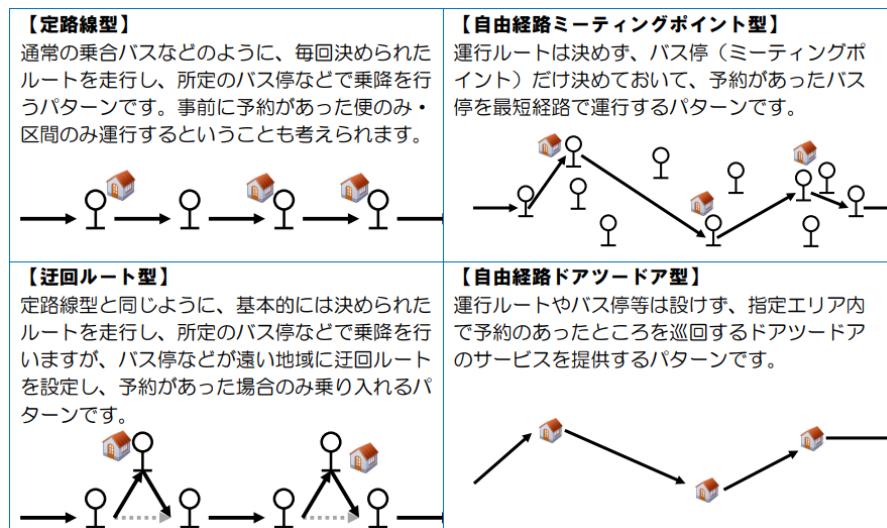 【定路線型】
通常の乗合バスなどのように、毎回決められた
ルートを走行し、所定のバス停などで乗降を行
うパターンです。事前に予約があった便のみ・
区間のみ運行するということも考えられます。
【自由経路ミーティングポイント型】
運行ルートは決めず、バス停（ミーティングポ
イント）だけ決めておいて、予約があったバス
停を最短経路で運行するパターンです。
【迂回ルート型】
定路線型と同じように、基本的には決められた
ルートを走行し、所定のバス停などで乗降を行
いますが、バス停などが遠い地域に迂回ルート
を設定し、予約があった場合のみ乗り入れるパ
ターンです。
【自由経路ドアツードア型】
運行ルートやバス停等は設けず、指定エリア内
で予約のあったところを巡回するドアツードア
のサービスを提供するパターンです。